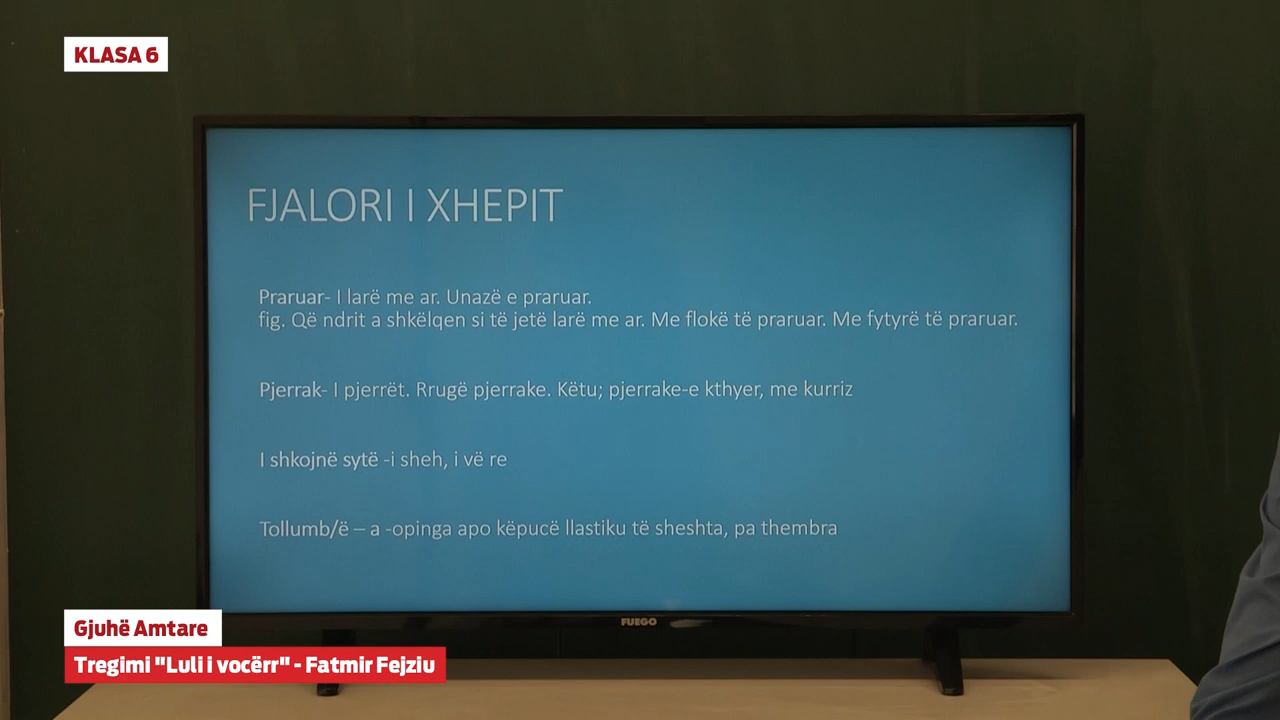 KLASA 6
FJALORI I XHEPIT
Praruar- I larë me ar. Unazë e praruar.
fig. Që ndrit a shkëlqen si të jetë larë me ar. Me flokë të praruar. Me fytyrë të praruar.
Pjerrak- I pjerrët. Rrugë pjerrake. Këtu; pjerrake-e kthyer, me kurriz
I shkojnë sytë -i sheh, i vë re
Tollumb/ë – a -opinga apo këpucë llastiku të sheshta, pa thembra
FUEGO
Gjuhë Amtare
Tregimi "Luli i vocërr" - Fatmir Fejziu